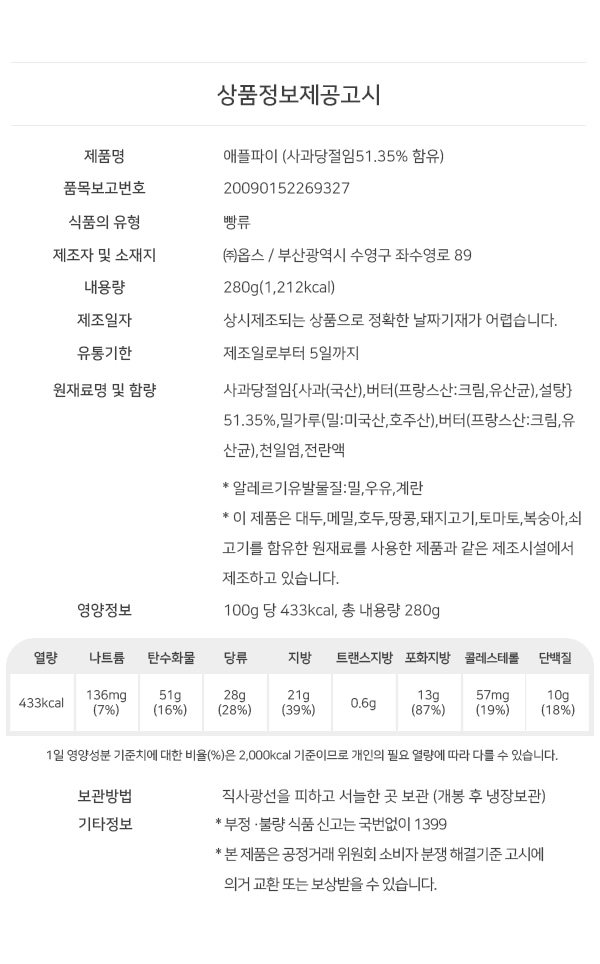 상품정보제공고시
제품명 애플파이 (사과당절임51.35% 함유)
품목보고번호 20090152269327
식품의 유형 빵류
제조자 및 소재지 ㈜옵스 / 부산광역시 수영구 좌수영로 89
내용량 280g(1,212kcal)
제조일자 상시제조되는 상품으로 정확한 날짜기재가 어렵습니다.
유통기한 제조일로부터 5일까지
원재료명 및 함량 사과당절임{사과(국산),버터(프랑스산:크림,유산균),설탕}
51.35%,밀가루(밀:미국산,호주산),버터(프랑스산:크림,유
산균),천일염,전란액
* 알레르기유발물질:밀,우유,계란
* 이 제품은 대두,메밀,호두,땅콩,돼지고기,토마토,복숭아,쇠
고기를 함유한 원재료를 사용한 제품과 같은 제조시설에서
제조하고 있습니다.
영양정보 100g 당 433kcal, 총 내용량 280g
열량 나트륨 탄수화물 당류 지방 트랜스지방 포화지방 콜레스테롤 단백질
433kcal 136mg 51g 28g 21g 0.6g 13g 57mg 10g
(7%) (16%) (28%) (39%) (87%) (19%) (18%)
1일 영양성분 기준치에 대한 비율(%)은 2,000kcal 기준이므로 개인의 필요 열량에 따라 다를 수 있습니다.
보관방법 직사광선을 피하고 서늘한 곳 보관 (개봉 후 냉장보관)
기타정보 * 부정 ·불량 식품 신고는 국번없이 1399
* 본 제품은 공정거래 위원회 소비자 분쟁 해결기준 고시에
의거 교환 또는 보상받을 수 있습니다.